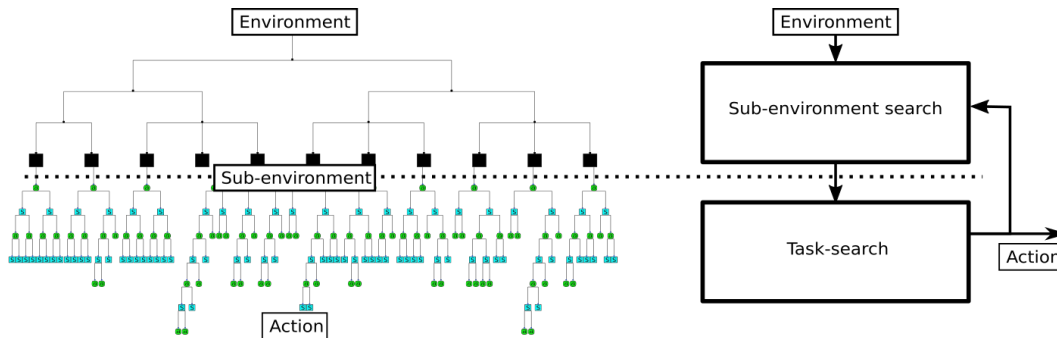 Environment
Environment
Sub-environment search
Sub-environment
Task-search
Action
Action